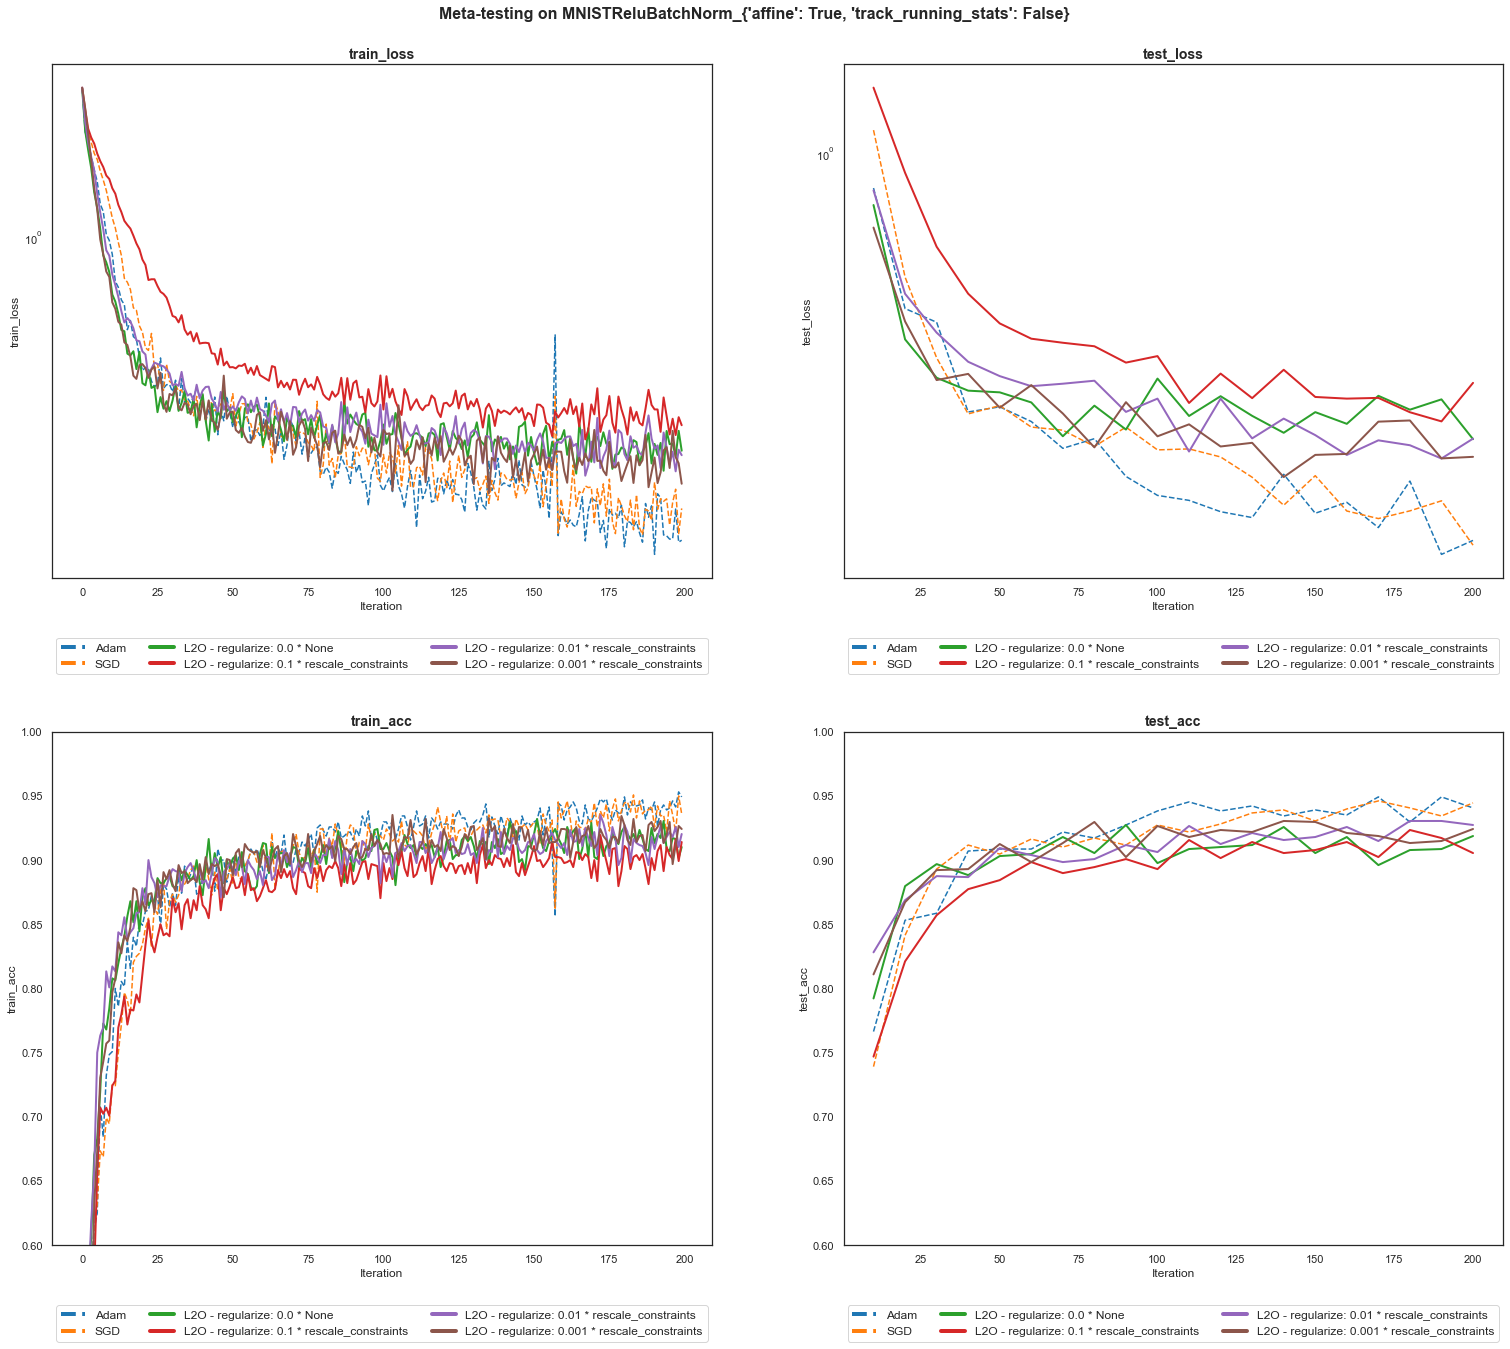 Meta-testing on MNISTReluBatchNorm_{'affine': True, 'track_running_stats': False}
train_loss
10^0
train_loss
0 25 50 75 100 125 150 175 200
Iteration
Adam L2O - regularize: 0.0 * None L2O - regularize: 0.01 * rescale_constraints
SGD L2O - regularize: 0.1 * rescale_constraints L2O - regularize: 0.001 * rescale_constraints
test_loss
10^0
test_loss
25 50 75 100 125 150 175 200
Iteration
Adam L2O - regularize: 0.0 * None L2O - regularize: 0.01 * rescale_constraints
SGD L2O - regularize: 0.1 * rescale_constraints L2O - regularize: 0.001 * rescale_constraints
train_acc
1.00
0.95
0.90
0.85
0.80
0.75
0.70
0.65
0.60
train_acc
0 25 50 75 100 125 150 175 200
Iteration
Adam L2O - regularize: 0.0 * None L2O - regularize: 0.01 * rescale_constraints
SGD L2O - regularize: 0.1 * rescale_constraints L2O - regularize: 0.001 * rescale_constraints
test_acc
1.00
0.95
0.90
0.85
0.80
0.75
0.70
0.65
0.60
test_acc
25 50 75 100 125 150 175 200
Iteration
Adam L2O - regularize: 0.0 * None L2O - regularize: 0.01 * rescale_constraints
SGD L2O - regularize: 0.1 * rescale_constraints L2O - regularize: 0.001 * rescale_constraints